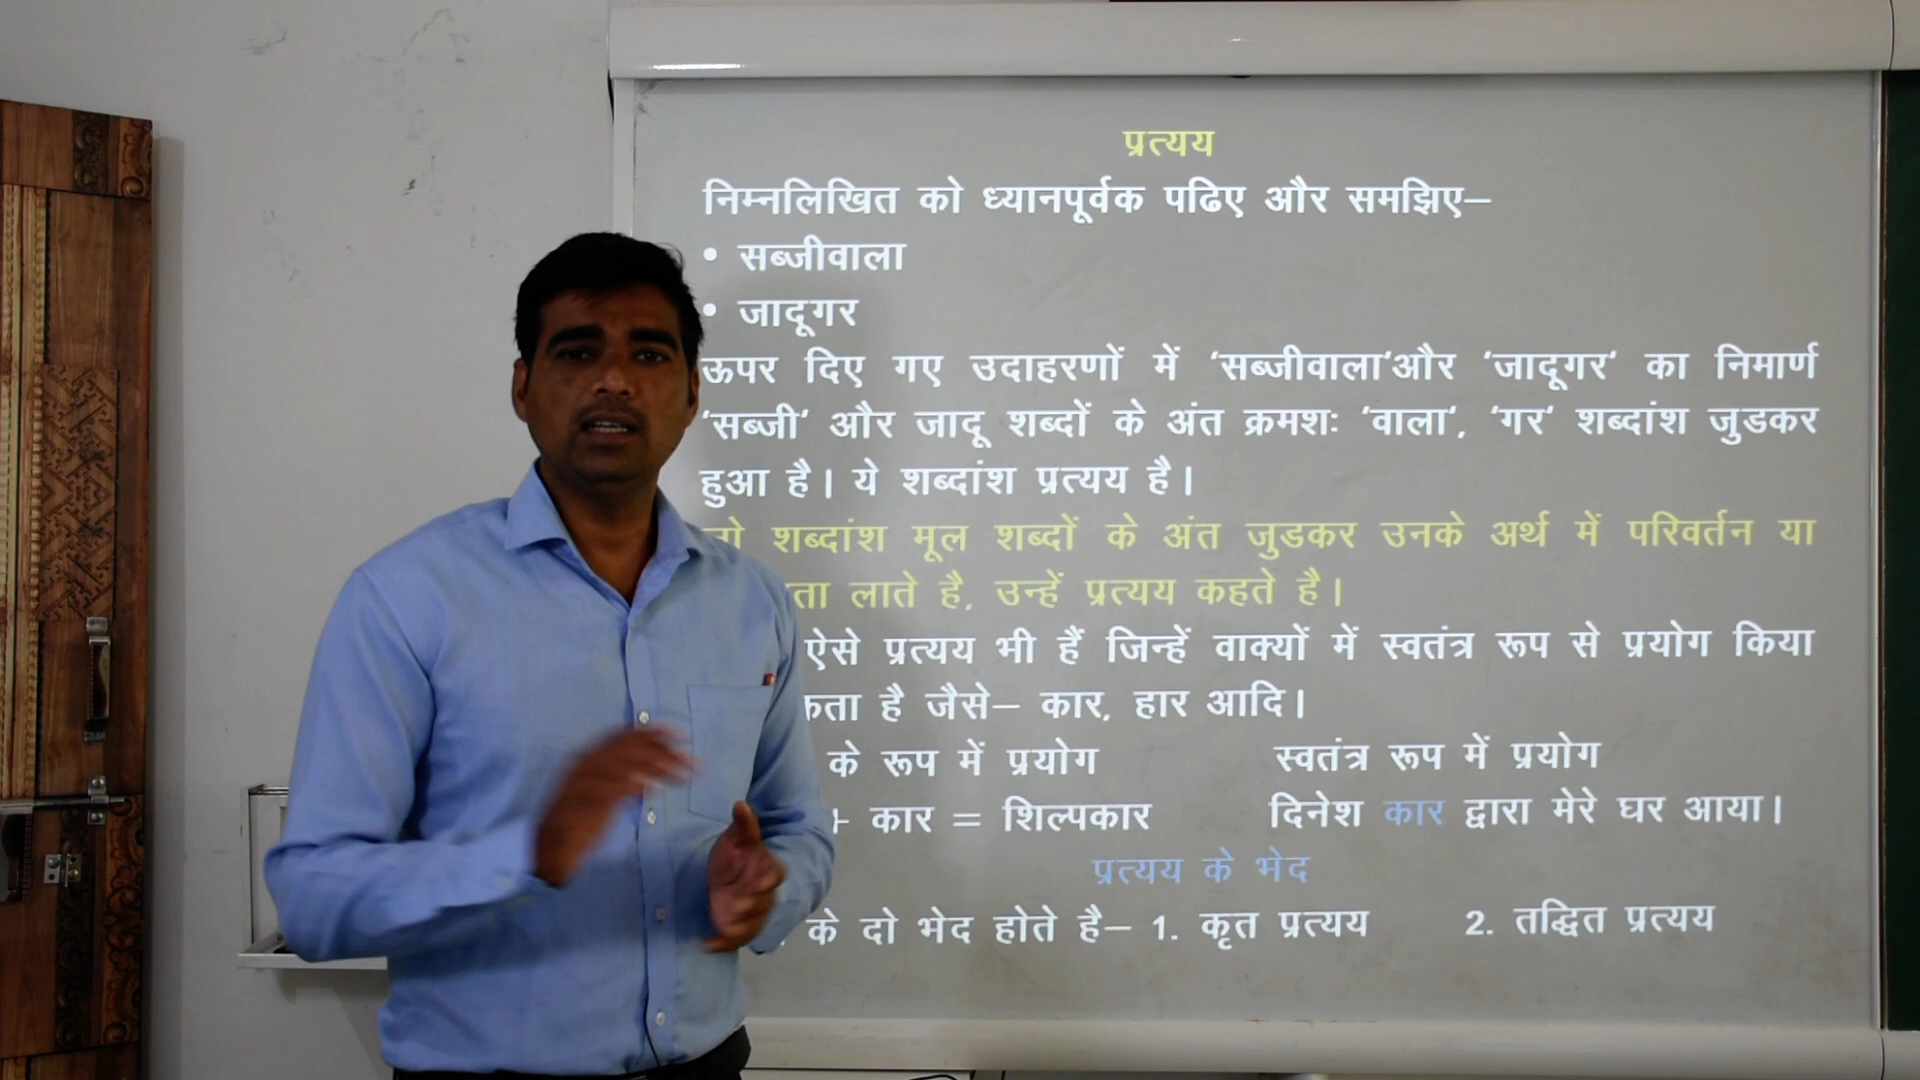 प्रत्यय
निम्नलिखित को ध्यानपूर्वक पढिए और समझिए–
• सब्जीवाला
• जादूगर
ऊपर दिए गए उदाहरणों में 'सब्जीवाला'और 'जादूगर' का निमार्ण
'सब्जी' और जादू शब्दों के अंत क्रमशः 'वाला', 'गर' शब्दांश जुडकर
हुआ है। ये शब्दांश प्रत्यय है।
शब्दांश मूल शब्दों के अंत जुडकर उनके अर्थ में परिवर्तन या
लाते है, उन्हें प्रत्यय कहते है।
ऐसे प्रत्यय भी हैं जिन्हें वाक्यों में स्वतंत्र रूप से प्रयोग किया
है जैसे– कार, हार आदि।
के रूप में प्रयोग स्वतंत्र रूप में प्रयोग
+ कार = शिल्पकार दिनेश कार द्वारा मेरे घर आया।
प्रत्यय के भेद
के दो भेद होते है– 1. कृत प्रत्यय 2. तद्धित प्रत्यय